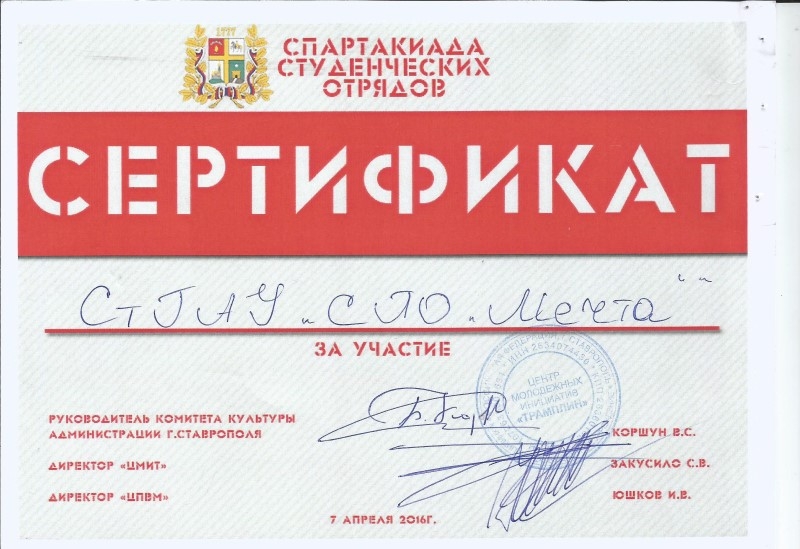 1777
СПАРТАКИАДА
СТУДЕНЧЕСКИХ
ОТРЯДОВ
СЕРТИФИКАТ
СтГАУ „СПО „Мечта“
ЗА УЧАСТИЕ
ЦЕНТР
МОЛОДЕЖНЫХ
ИНИЦИАТИВ
«ТРАМПЛИН»
РУКОВОДИТЕЛЬ КОМИТЕТА КУЛЬТУРЫ
АДМИНИСТРАЦИИ Г.СТАВРОПОЛЯ
КОРШУН В.С.
ДИРЕКТОР «ЦМИТ»
ЗАКУСИЛО С.В.
ДИРЕКТОР «ЦПВМ»
ЮШКОВ И.В.
7 АПРЕЛЯ 2016Г.